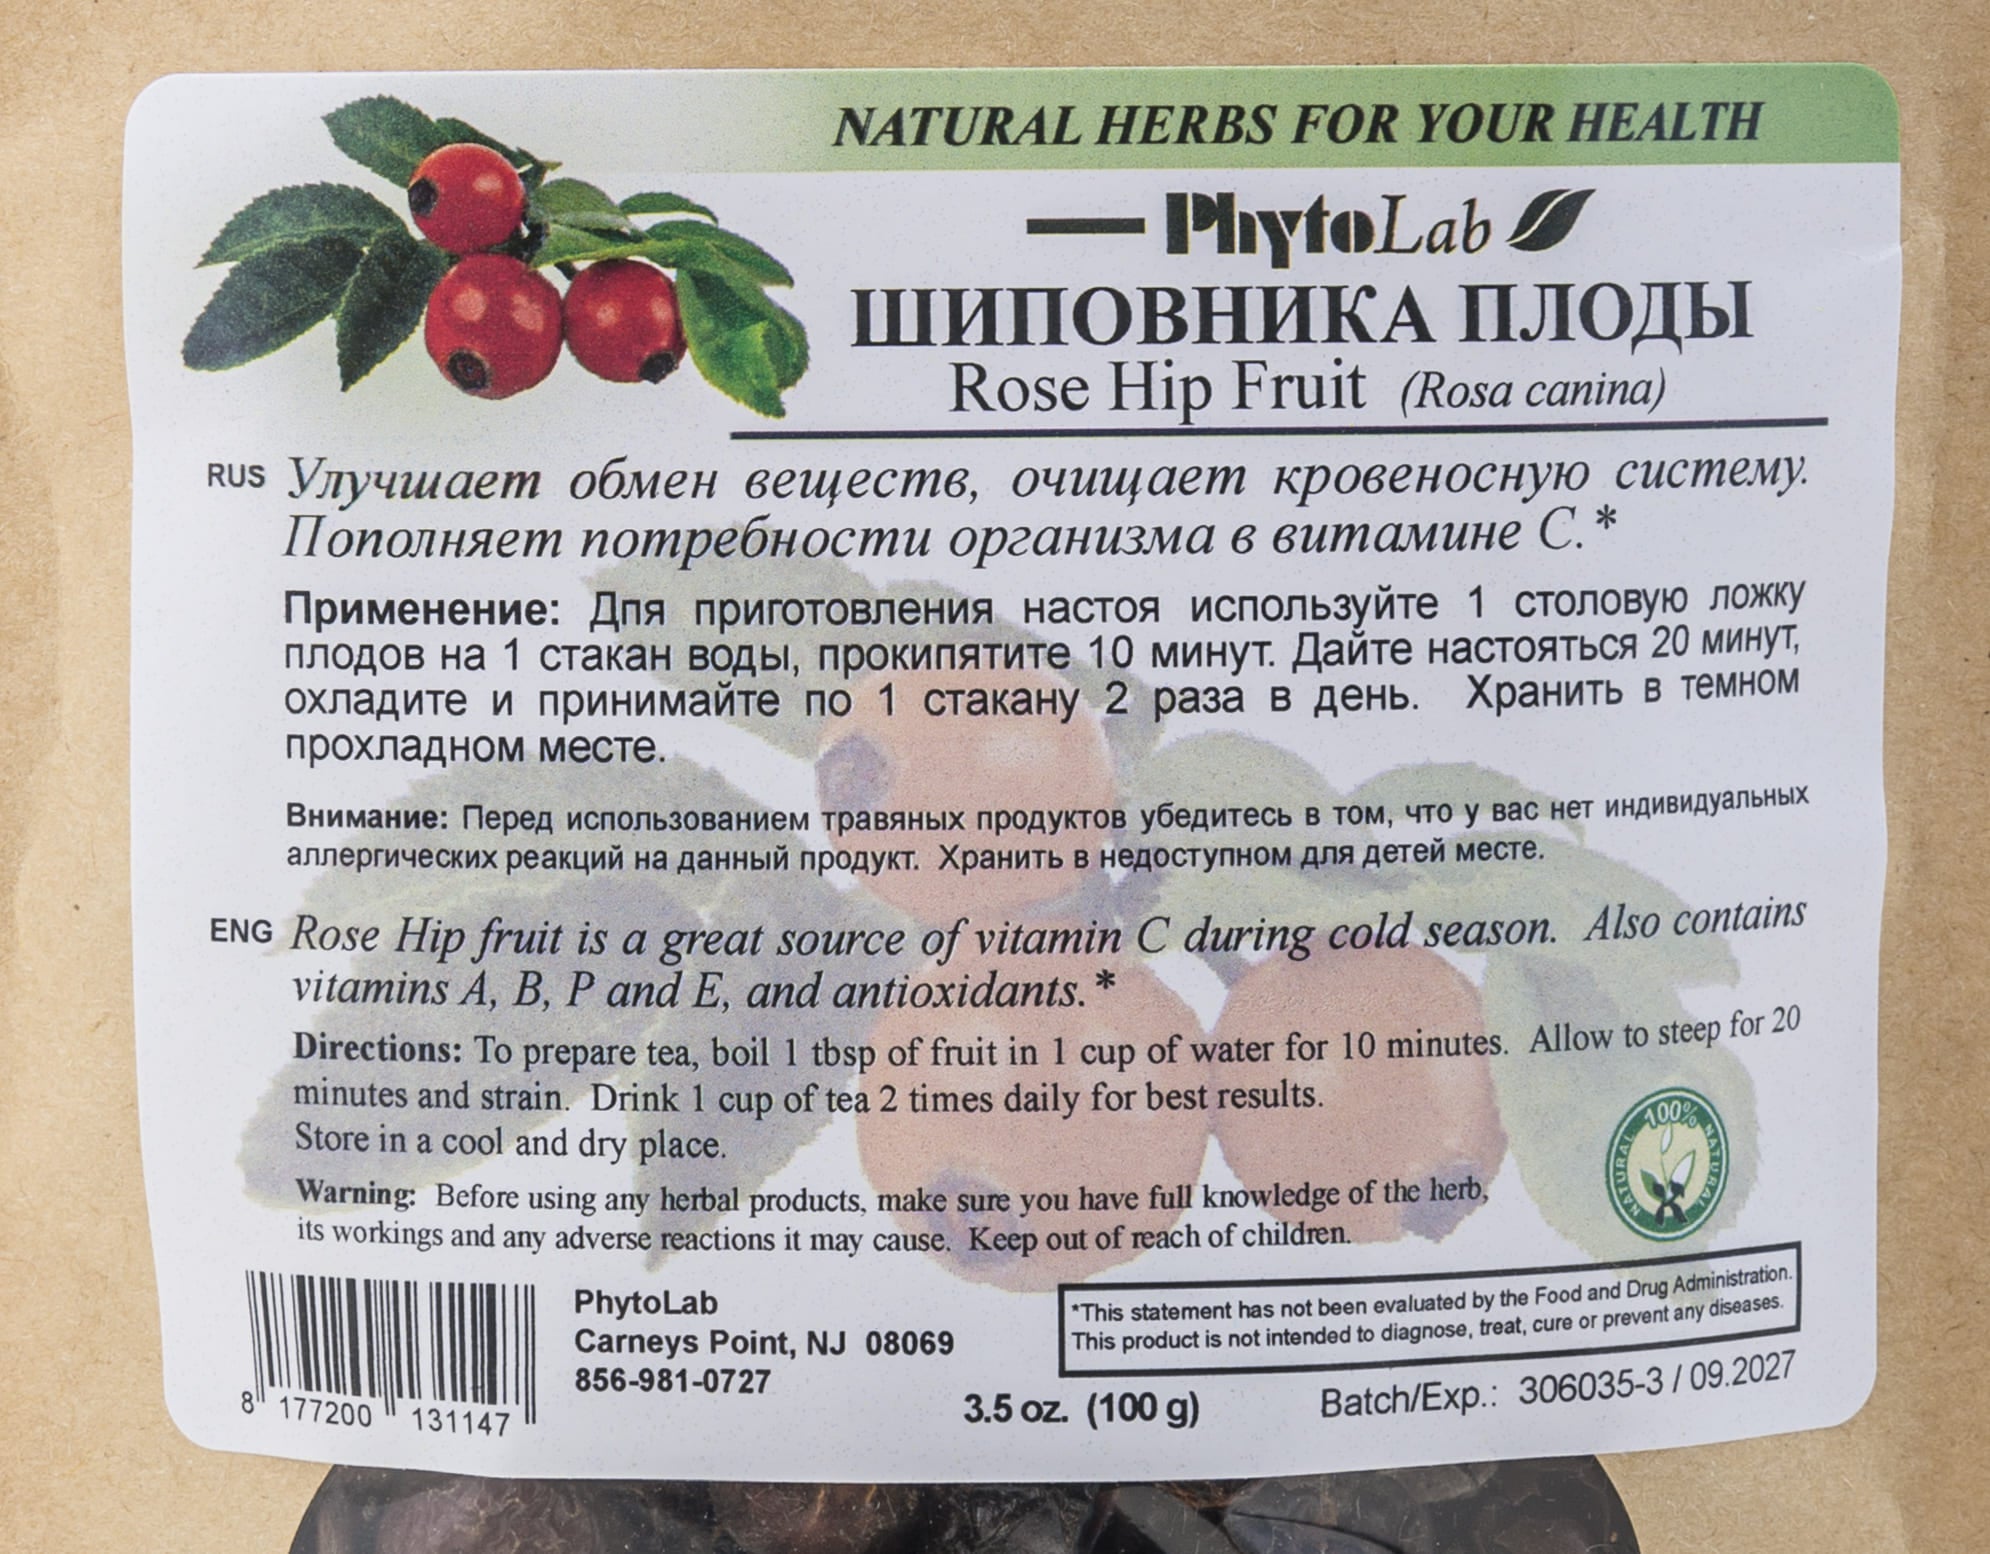 NATURAL HERBS FOR YOUR HEALTH
PhytoLab
ШИПОВНИКА ПЛОДЫ
Rose Hip Fruit (Rosa canina)
RUS Улучшает обмен веществ, очищает кровеносную систему.
Пополняет потребности организма в витамине С.*
Применение: Дпя приготовления настоя используйте 1 столовую ложку
плодов на 1 стакан воды, прокипятите 10 минут. Дайте настояться 20 минут,
охладите и принимайте по 1 стакану 2 раза в день. Хранить в темном
прохладном месте.
Внимание: Перед использованием травяных продуктов убедитесь в том, что у вас нет индивидуальных
аллергических реакций на данный продукт. Хранить в недоступном для детей месте.
ENG Rose Hip fruit is a great source of vitamin C during cold season. Also contains
vitamins A, B, P and E, and antioxidants.*
Directions: To prepare tea, boil 1 tbsp of fruit in 1 cup of water for 10 minutes. Allow to steep for 20
minutes and strain. Drink 1 cup of tea 2 times daily for best results.
Store in a cool and dry place.
100%
NATURAL NATURAL
Warning: Before using any herbal products, make sure you have full knowledge of the herb,
its workings and any adverse reactions it may cause. Keep out of reach of children.
PhytoLab
Carneys Point, NJ 08069
856-981-0727
*This statement has not been evaluated by the Food and Drug Administration.
This product is not intended to diagnose, treat, cure or prevent any diseases.
8 177200 131147
3.5 oz. (100 g)
Batch/Exp.: 306035-3 / 09.2027